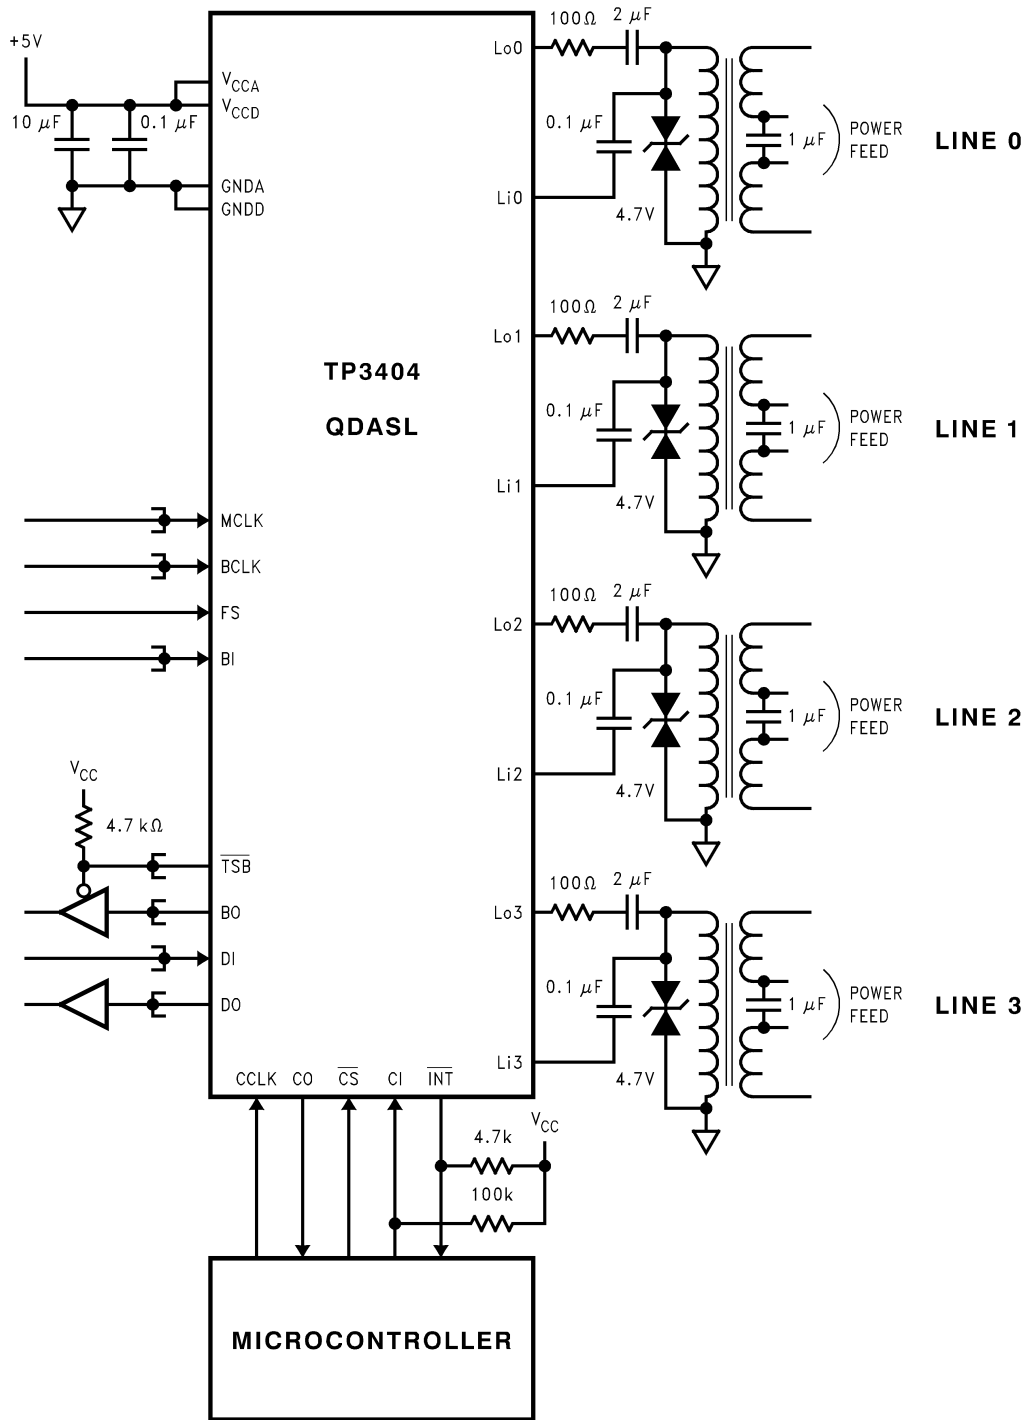 +5V
10 μF
0.1 μF
VCCA
VCCD
GNDA
GNDD
TP3404
QDASL
MCLK
BCLK
FS
BI
VCC
4.7 kΩ
TSB
BO
DI
DO
Lo0
100Ω
2 μF
0.1 μF
Li0
4.7V
1 μF
POWER
FEED
LINE 0
Lo1
100Ω
2 μF
0.1 μF
Li1
4.7V
1 μF
POWER
FEED
LINE 1
Lo2
100Ω
2 μF
0.1 μF
Li2
4.7V
1 μF
POWER
FEED
LINE 2
Lo3
100Ω
2 μF
0.1 μF
Li3
4.7V
1 μF
POWER
FEED
LINE 3
CCLK CO CS CI INT
VCC
4.7k
100k
MICROCONTROLLER